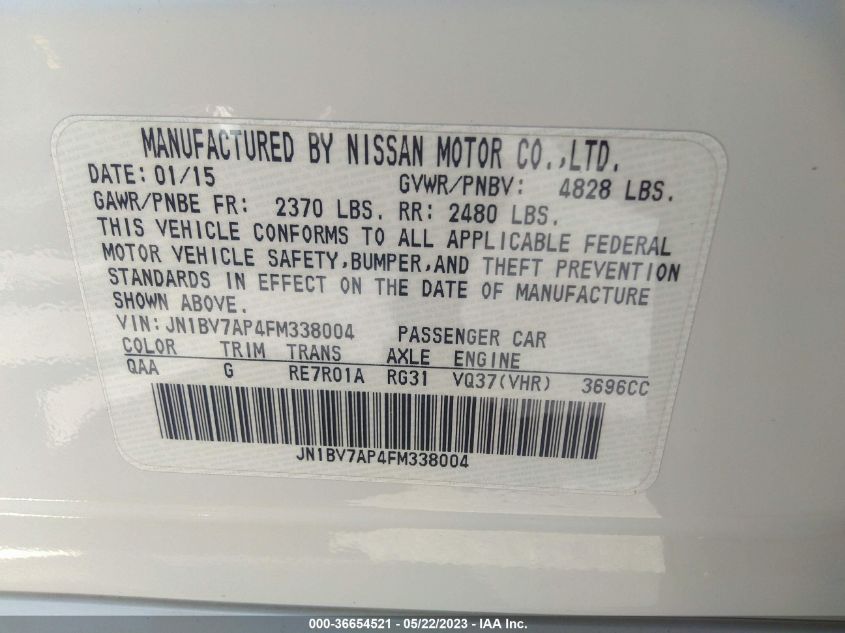 MANUFACTURED BY NISSAN MOTOR CO.,LTD.
DATE: 01/15 GVWR/PNBV: 4828 LBS.
GAWR/PNBE FR: 2370 LBS. RR: 2480 LBS.
THIS VEHICLE CONFORMS TO ALL APPLICABLE FEDERAL
MOTOR VEHICLE SAFETY,BUMPER,AND THEFT PREVENTION
STANDARDS IN EFFECT ON THE DATE OF MANUFACTURE
SHOWN ABOVE.
VIN: JN1BV7AP4FM338004 PASSENGER CAR
COLOR TRIM TRANS AXLE ENGINE
QAA G RE7R01A RG31 VQ37(VHR) 3696CC
JN1BV7AP4FM338004
000-36654521 - 05/22/2023 - IAA Inc.